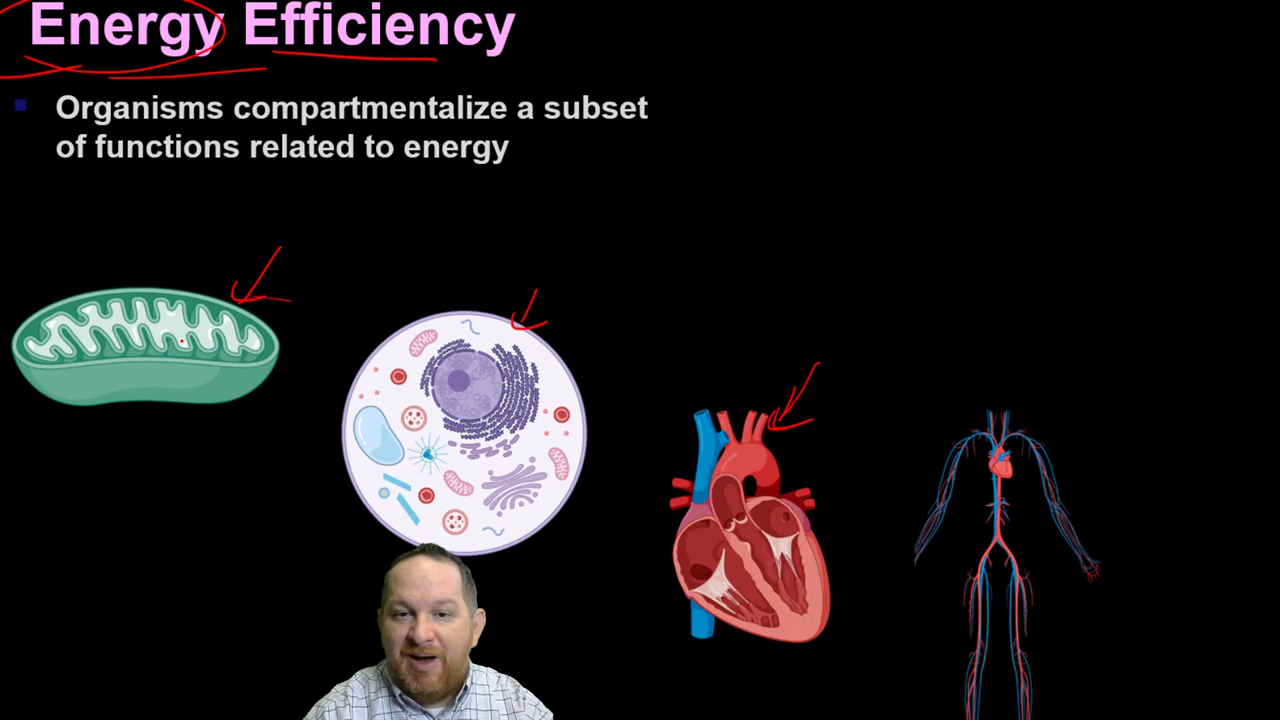 Energy Efficiency
Organisms compartmentalize a subset
of functions related to energy